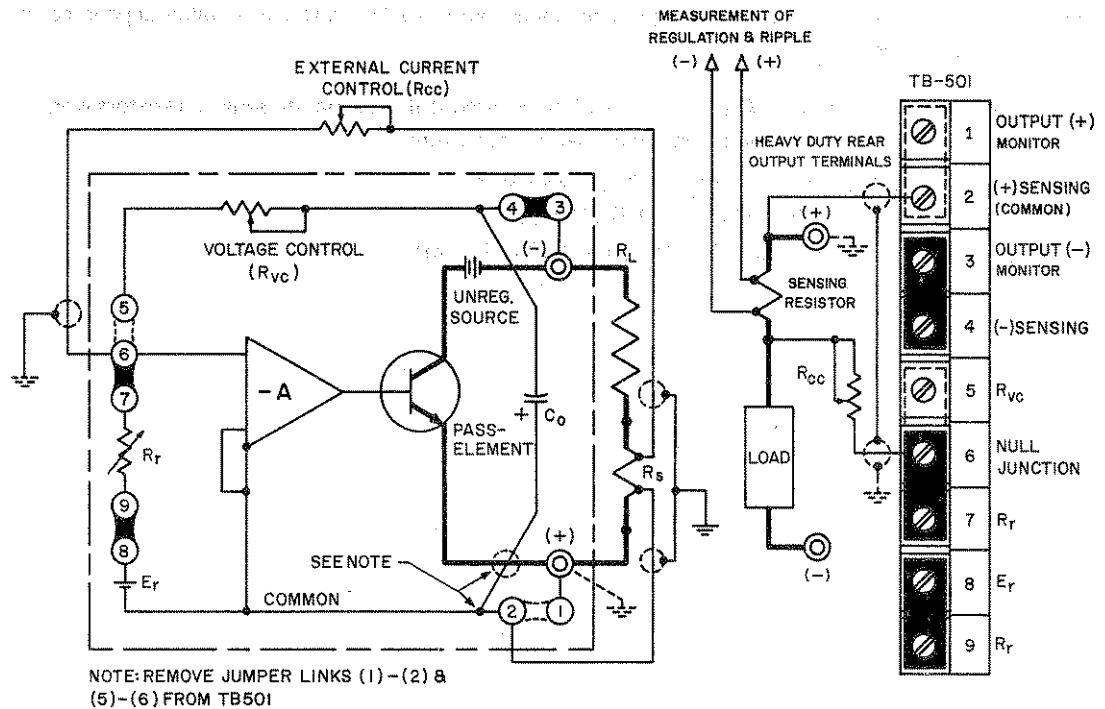 MEASUREMENT OF
REGULATION & RIPPLE
(-) (+)
EXTERNAL CURRENT
CONTROL (Rcc)
TB-501
HEAVY DUTY REAR
OUTPUT TERMINALS
1 OUTPUT (+)
MONITOR
2 (+) SENSING
(COMMON)
3 OUTPUT (-)
MONITOR
4 (-) SENSING
5 Rvc
6 NULL
JUNCTION
7 Rr
8 Er
9 Rr
4 3
VOLTAGE CONTROL
(Rvc)
(-)
RL
UNREG.
SOURCE
5
6
7
-A
+ Co
PASS-
ELEMENT
Rr
Rs
9
8
Er
SEE NOTE
(+)
COMMON
2 1
(+)
SENSING
RESISTOR
Rcc
LOAD
(-)
NOTE: REMOVE JUMPER LINKS (1)-(2) &
(5)-(6) FROM TB501